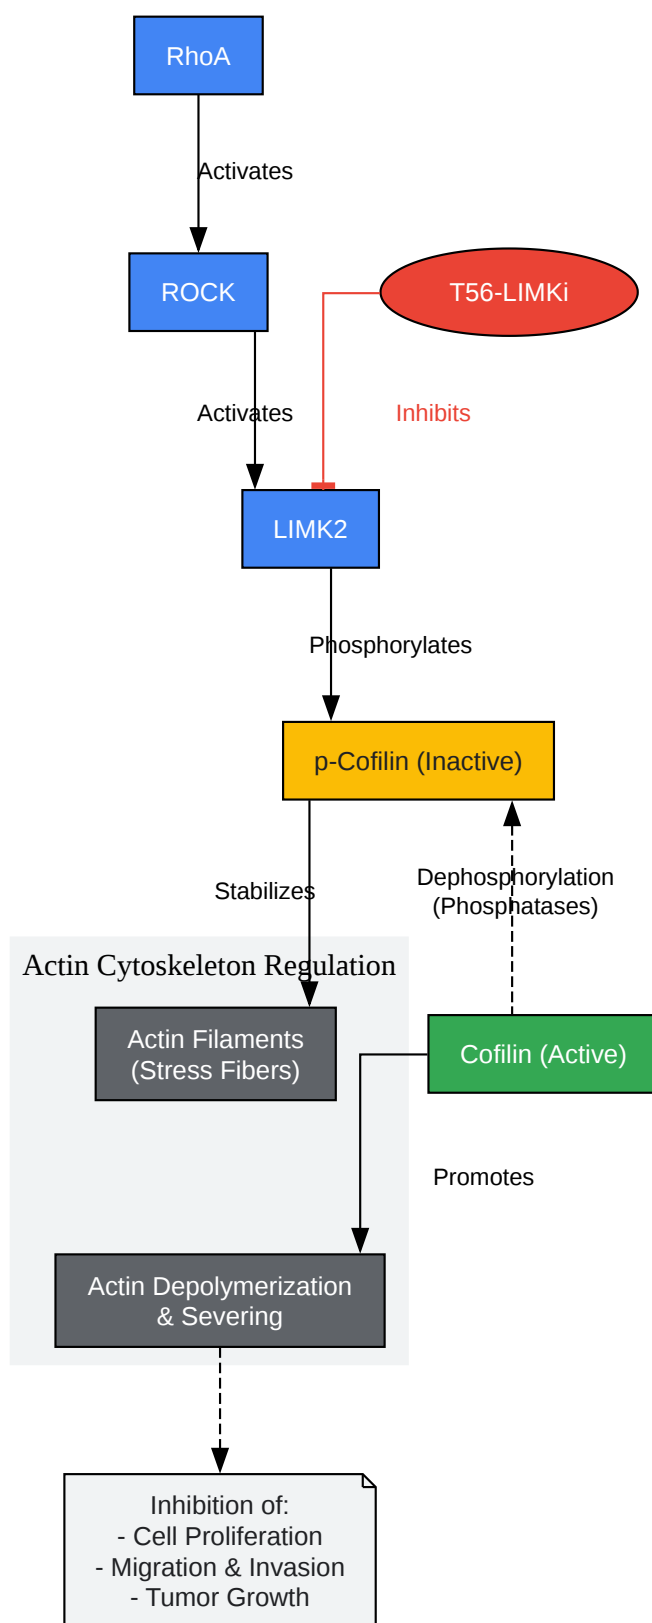 RhoA
Activates
ROCK
T56-LIMKi
Activates
Inhibits
LIMK2
Phosphorylates
p-Cofilin (Inactive)
Stabilizes
Dephosphorylation
(Phosphatases)
Actin Cytoskeleton Regulation
Actin Filaments
(Stress Fibers)
Cofilin (Active)
Promotes
Actin Depolymerization
& Severing
Inhibition of:
- Cell Proliferation
- Migration & Invasion
- Tumor Growth